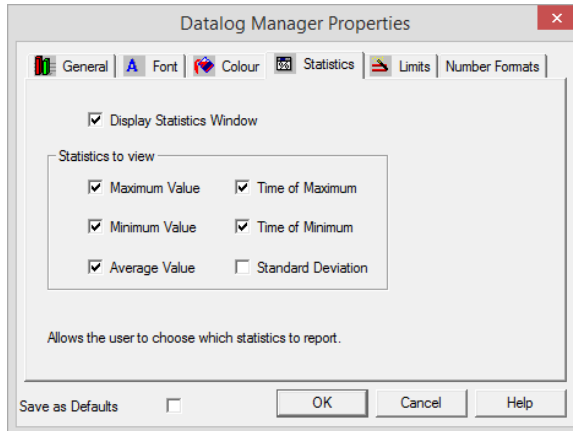 Datalog Manager Properties
General A Font Colour Statistics Limits Number Formats
Display Statistics Window
Statistics to view
Maximum Value Time of Maximum
Minimum Value Time of Minimum
Average Value Standard Deviation
Allows the user to choose which statistics to report.
Save as Defaults OK Cancel Help